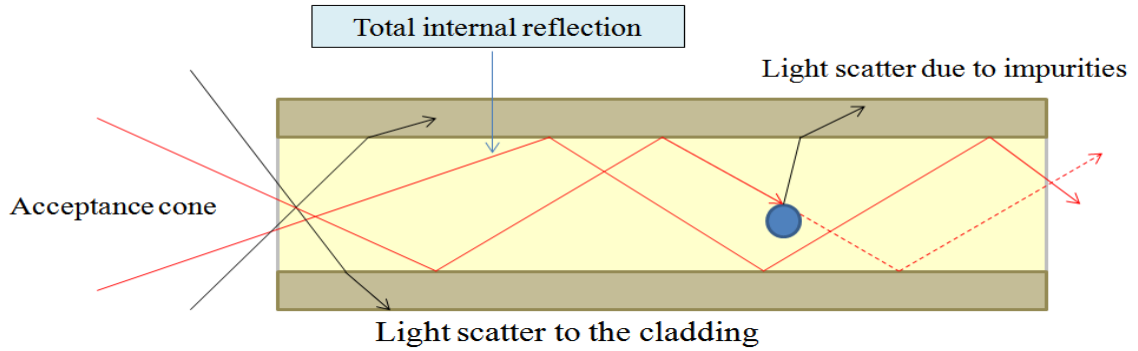 Total internal reflection
Light scatter due to impurities
Acceptance cone
Light scatter to the cladding